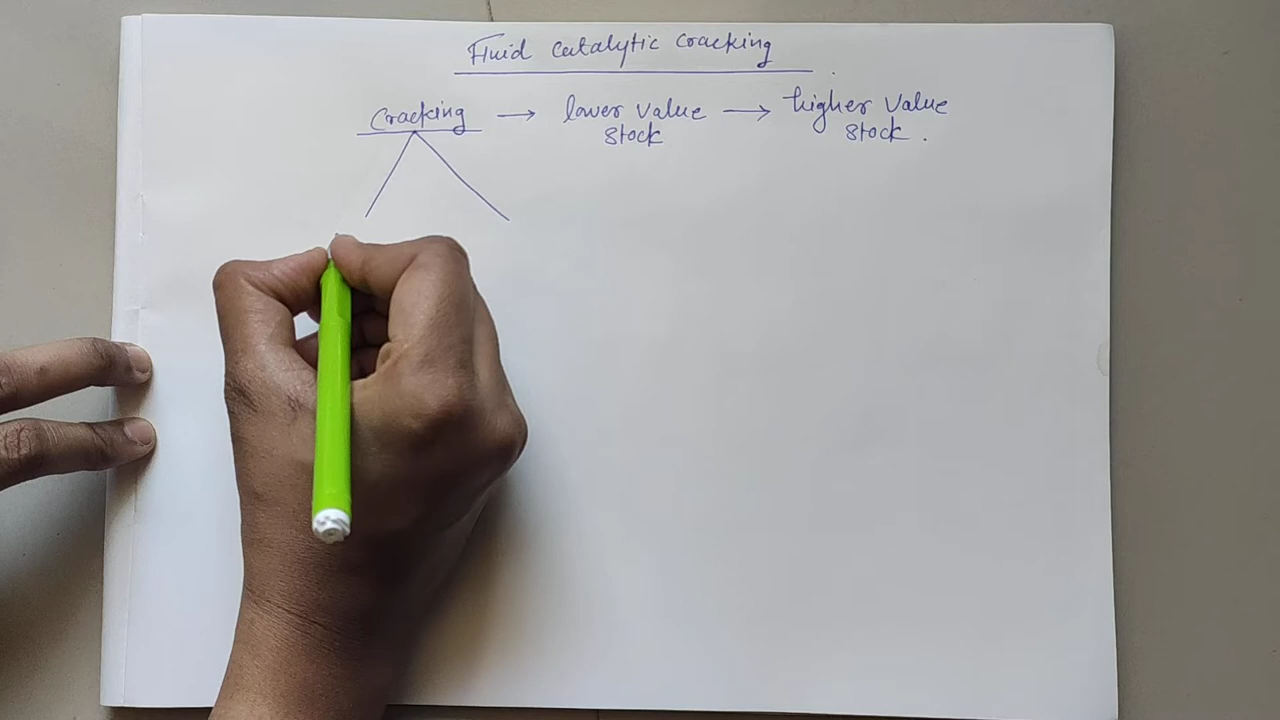 Fluid catalytic cracking
Cracking → lower value → higher value
stock stock.